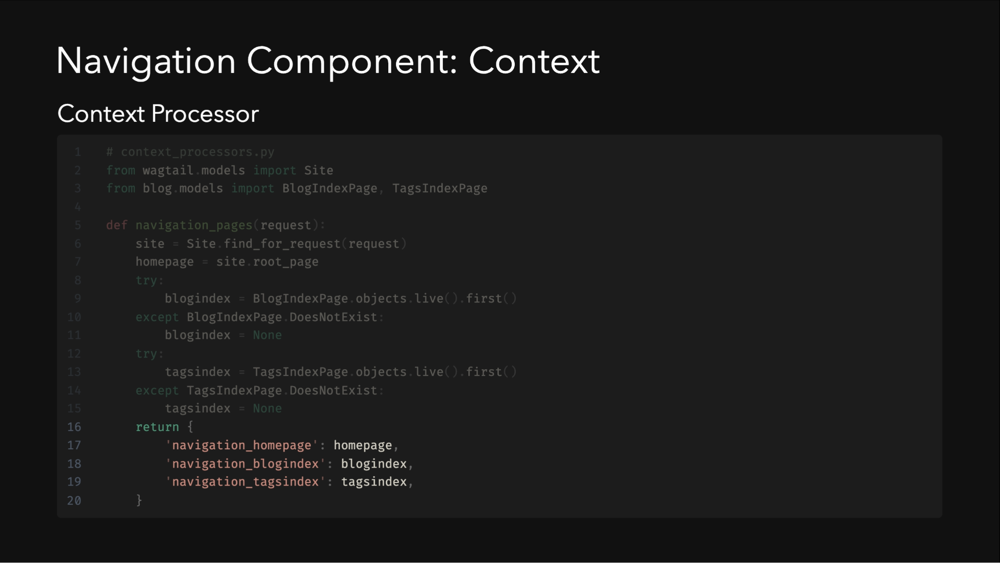 Navigation Component: Context
Context Processor
1 # context_processors.py
2 from wagtail.models import Site
3 from blog.models import BlogIndexPage, TagsIndexPage
4
5 def navigation_pages(request):
6     site = Site.find_for_request(request)
7     homepage = site.root_page
8     try:
9         blogindex = BlogIndexPage.objects.live().first()
10     except BlogIndexPage.DoesNotExist:
11         blogindex = None
12     try:
13         tagsindex = TagsIndexPage.objects.live().first()
14     except TagsIndexPage.DoesNotExist:
15         tagsindex = None
16     return {
17         'navigation_homepage': homepage,
18         'navigation_blogindex': blogindex,
19         'navigation_tagsindex': tagsindex,
20     }